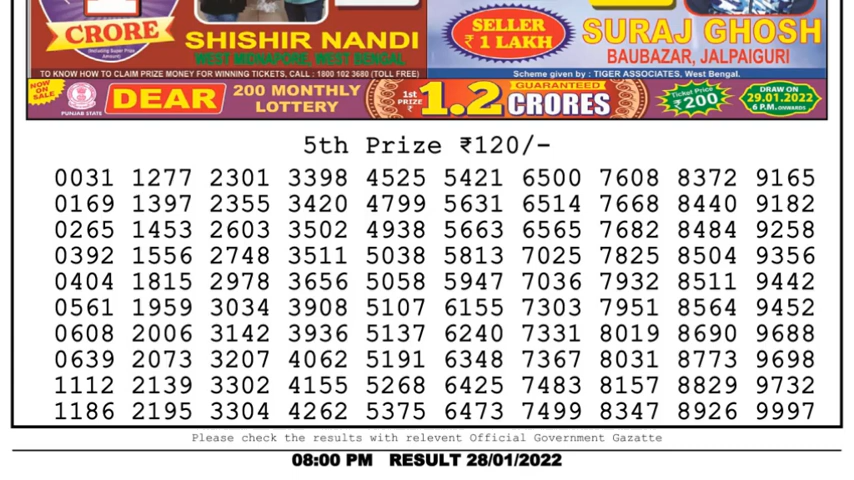 1
CRORE
(Including Super Prize Amount)
SHISHIR NANDI
WEST MIDNAPORE, WEST BENGAL
SELLER
₹ 1 LAKH
SURAJ GHOSH
BAUBAZAR, JALPAIGURI
TO KNOW HOW TO CLAIM PRIZE MONEY FOR WINNING TICKETS, CALL : 1800 102 3680 (TOLL FREE)
Scheme given by : TIGER ASSOCIATES, West Bengal.
NOW ON SALE
PUNJAB STATE
DEAR
200 MONTHLY
LOTTERY
1st PRIZE ₹
1.2
GUARANTEED
CRORES
Ticket Price
₹200
DRAW ON
29.01.2022
6 P.M. ONWARDS
5th Prize ₹120/-
0031 1277 2301 3398 4525 5421 6500 7608 8372 9165
0169 1397 2355 3420 4799 5631 6514 7668 8440 9182
0265 1453 2603 3502 4938 5663 6565 7682 8484 9258
0392 1556 2748 3511 5038 5813 7025 7825 8504 9356
0404 1815 2978 3656 5058 5947 7036 7932 8511 9442
0561 1959 3034 3908 5107 6155 7303 7951 8564 9452
0608 2006 3142 3936 5137 6240 7331 8019 8690 9688
0639 2073 3207 4062 5191 6348 7367 8031 8773 9698
1112 2139 3302 4155 5268 6425 7483 8157 8829 9732
1186 2195 3304 4262 5375 6473 7499 8347 8926 9997
Please check the results with relevent Official Government Gazatte
08:00 PM RESULT 28/01/2022